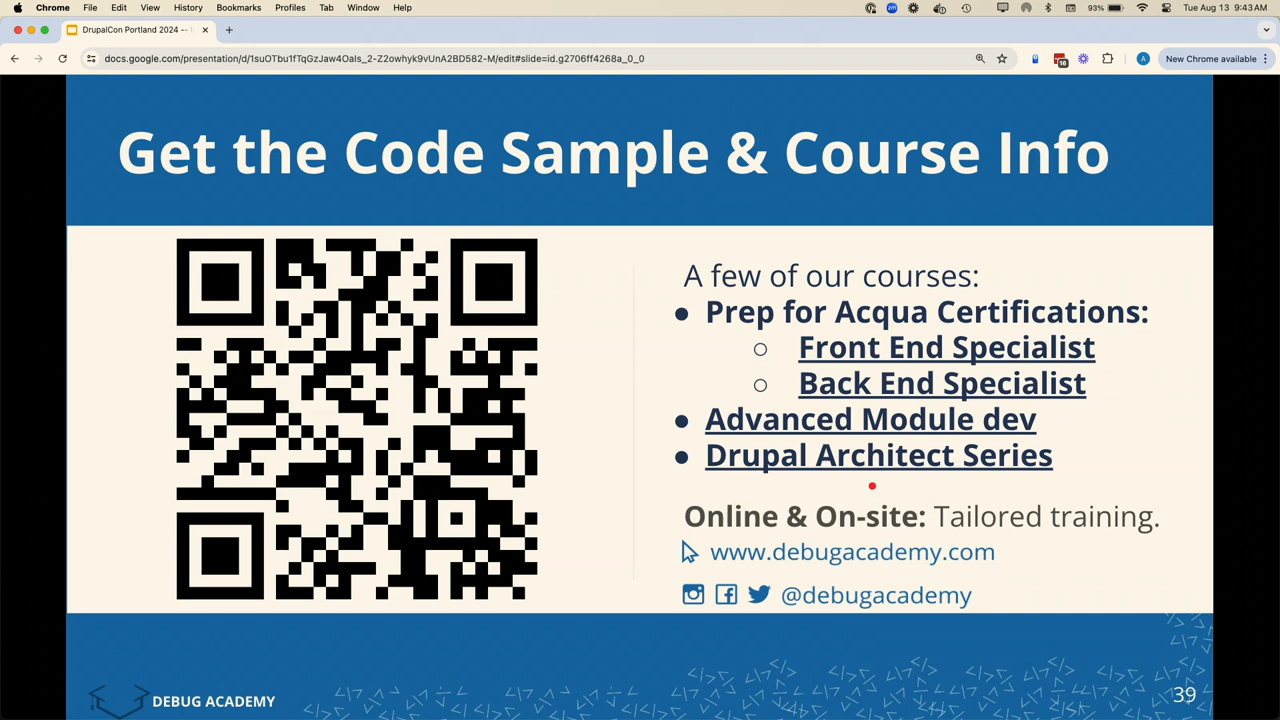 Chrome File Edit View History Bookmarks Profiles Tab Window Help 93% Tue Aug 13 9:43 AM
DrupalCon Portland 2024 --
docs.google.com/presentation/d/1suOTbu1fTqGzJaw4OaIs_2-Z2owhyk9vUnA2BD582-M/edit#slide=id.g2706ff4268a_0_0 16 A New Chrome available
Get the Code Sample & Course Info
A few of our courses:
● Prep for Acqua Certifications:
○ Front End Specialist
○ Back End Specialist
● Advanced Module dev
● Drupal Architect Series
Online & On-site: Tailored training.
www.debugacademy.com
@debugacademy
DEBUG ACADEMY
39